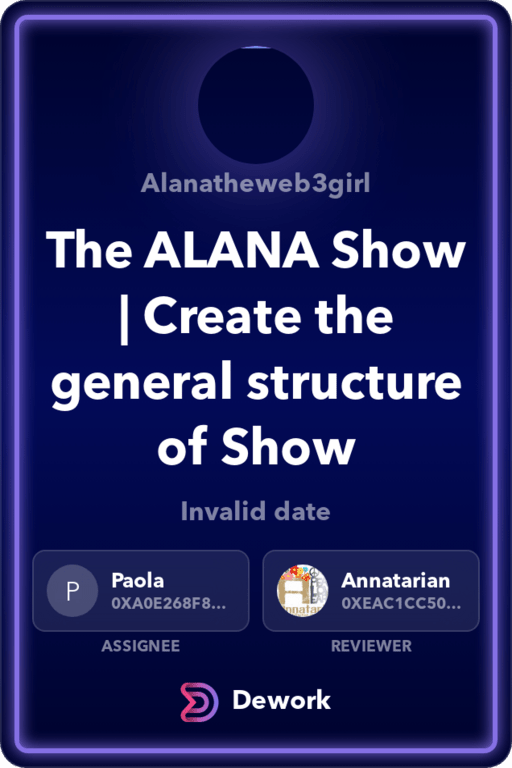 Alanatheweb3girl
The ALANA Show
| Create the
general structure
of Show
Invalid date
P
Paola
0XA0E268F8...
Annatarian
0XEAC1CC50...
ASSIGNEE
REVIEWER
Dework